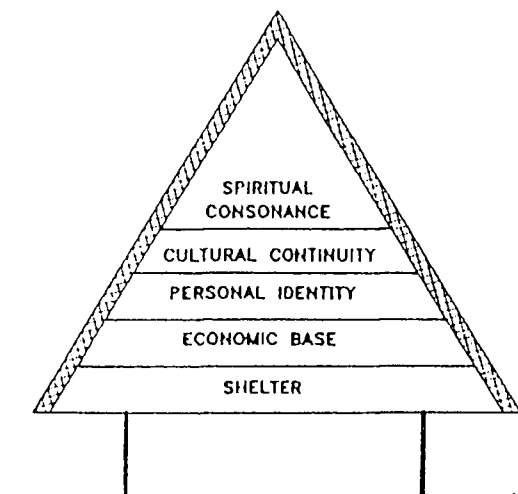 SPIRITUAL
CONSONANCE
CULTURAL CONTINUITY
PERSONAL IDENTITY
ECONOMIC BASE
SHELTER